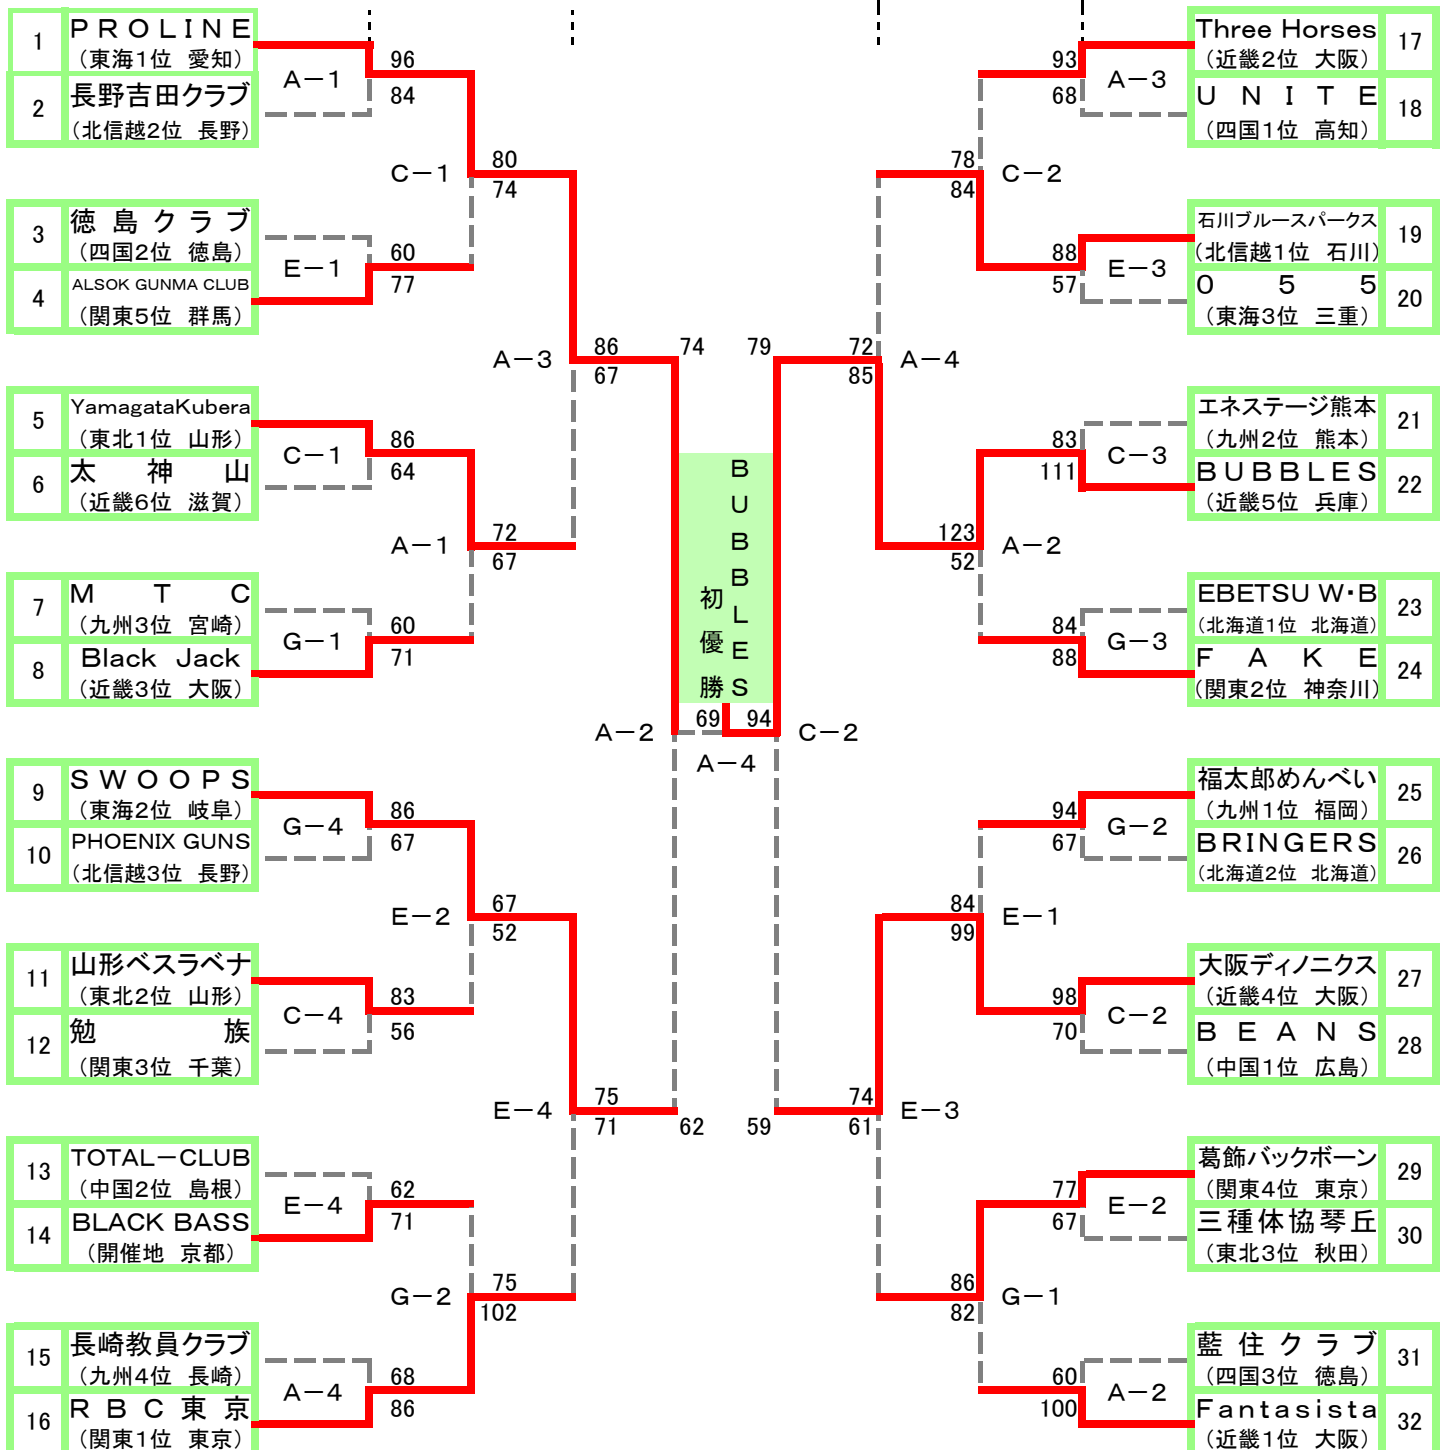 1
ＰＲＯＬＩＮＥ
（東海1位 愛知）
2
長野吉田クラブ
（北信越2位 長野）
A－1
96
84
3
徳島クラブ
（四国2位 徳島）
4
ALSOK GUNMA CLUB
（関東5位 群馬）
E－1
60
77
C－1
80
74
5
YamagataKubera
（東北1位 山形）
6
太神山
（近畿6位 滋賀）
C－1
86
64
7
ＭＴＣ
（九州3位 宮崎）
8
Black Jack
（近畿3位 大阪）
G－1
60
71
A－1
72
67
A－3
86
67
9
ＳＷＯＯＰＳ
（東海2位 岐阜）
10
PHOENIX GUNS
（北信越3位 長野）
G－4
86
67
11
山形ベスラベナ
（東北2位 山形）
12
勉族
（関東3位 千葉）
C－4
83
56
E－2
67
52
13
TOTAL－CLUB
（中国2位 島根）
14
BLACK BASS
（開催地 京都）
E－4
62
71
15
長崎教員クラブ
（九州4位 長崎）
16
ＲＢＣ東京
（関東1位 東京）
A－4
68
86
G－2
75
102
E－4
75
71
A－2
74
62
BUBBLES
初優勝
69
94
A－4
79
59
C－2
Three Horses
（近畿2位 大阪）
17
ＵＮＩＴＥ
（四国1位 高知）
18
93
68
A－3
石川ブルースパークス
（北信越1位 石川）
19
０５５
（東海3位 三重）
20
88
57
E－3
78
84
C－2
エネステージ熊本
（九州2位 熊本）
21
BUBBLES
（近畿5位 兵庫）
22
83
111
C－3
EBETSU W・B
（北海道1位 北海道）
23
ＦＡＫＥ
（関東2位 神奈川）
24
84
88
G－3
123
52
A－2
72
85
A－4
福太郎めんべい
（九州1位 福岡）
25
BRINGERS
（北海道2位 北海道）
26
94
67
G－2
大阪ディノニクス
（近畿4位 大阪）
27
ＢＥＡＮＳ
（中国1位 広島）
28
98
70
C－2
84
99
E－1
葛飾バックボーン
（関東4位 東京）
29
三種体協琴丘
（東北3位 秋田）
30
77
67
E－2
藍住クラブ
（四国3位 徳島）
31
Fantasista
（近畿1位 大阪）
32
60
100
A－2
86
82
G－1
74
61
E－3